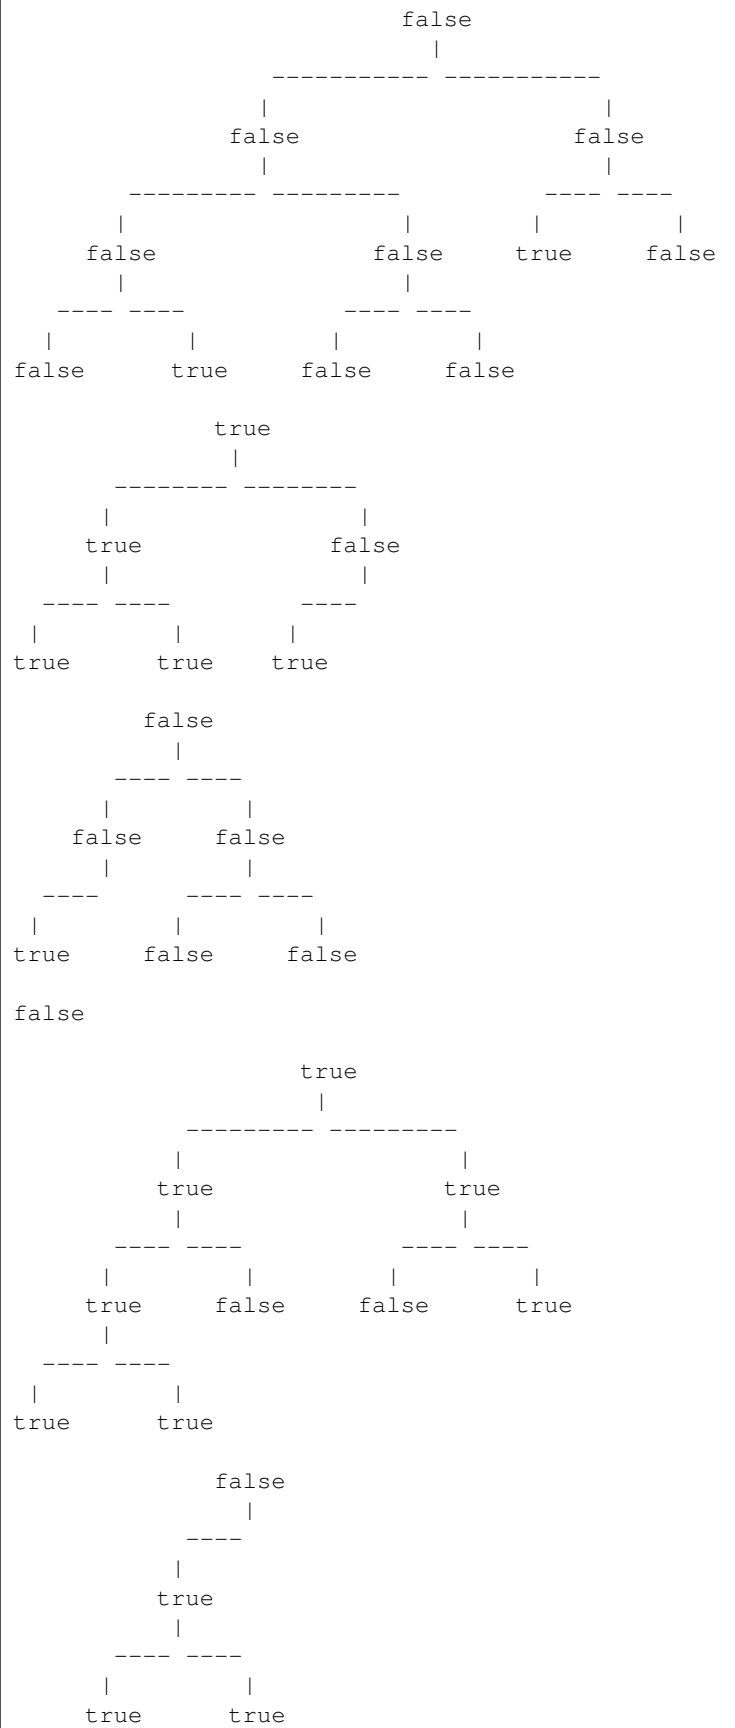 false
|
----------- -----------
| |
false false
| |
--------- --------- ---- ----
| | | |
false false true false
| |
---- ---- ---- ----
| | | |
false true false false
true
|
-------- --------
| |
true false
| |
---- ---- ----
| | |
true true true
false
|
---- ----
| |
false false
| |
---- ---- ----
| | |
true false false
false
true
|
--------- ---------
| |
true true
| |
---- ---- ---- ----
| | | |
true false false true
|
---- ----
| |
true true
false
|
----
|
true
|
---- ----
| |
true true